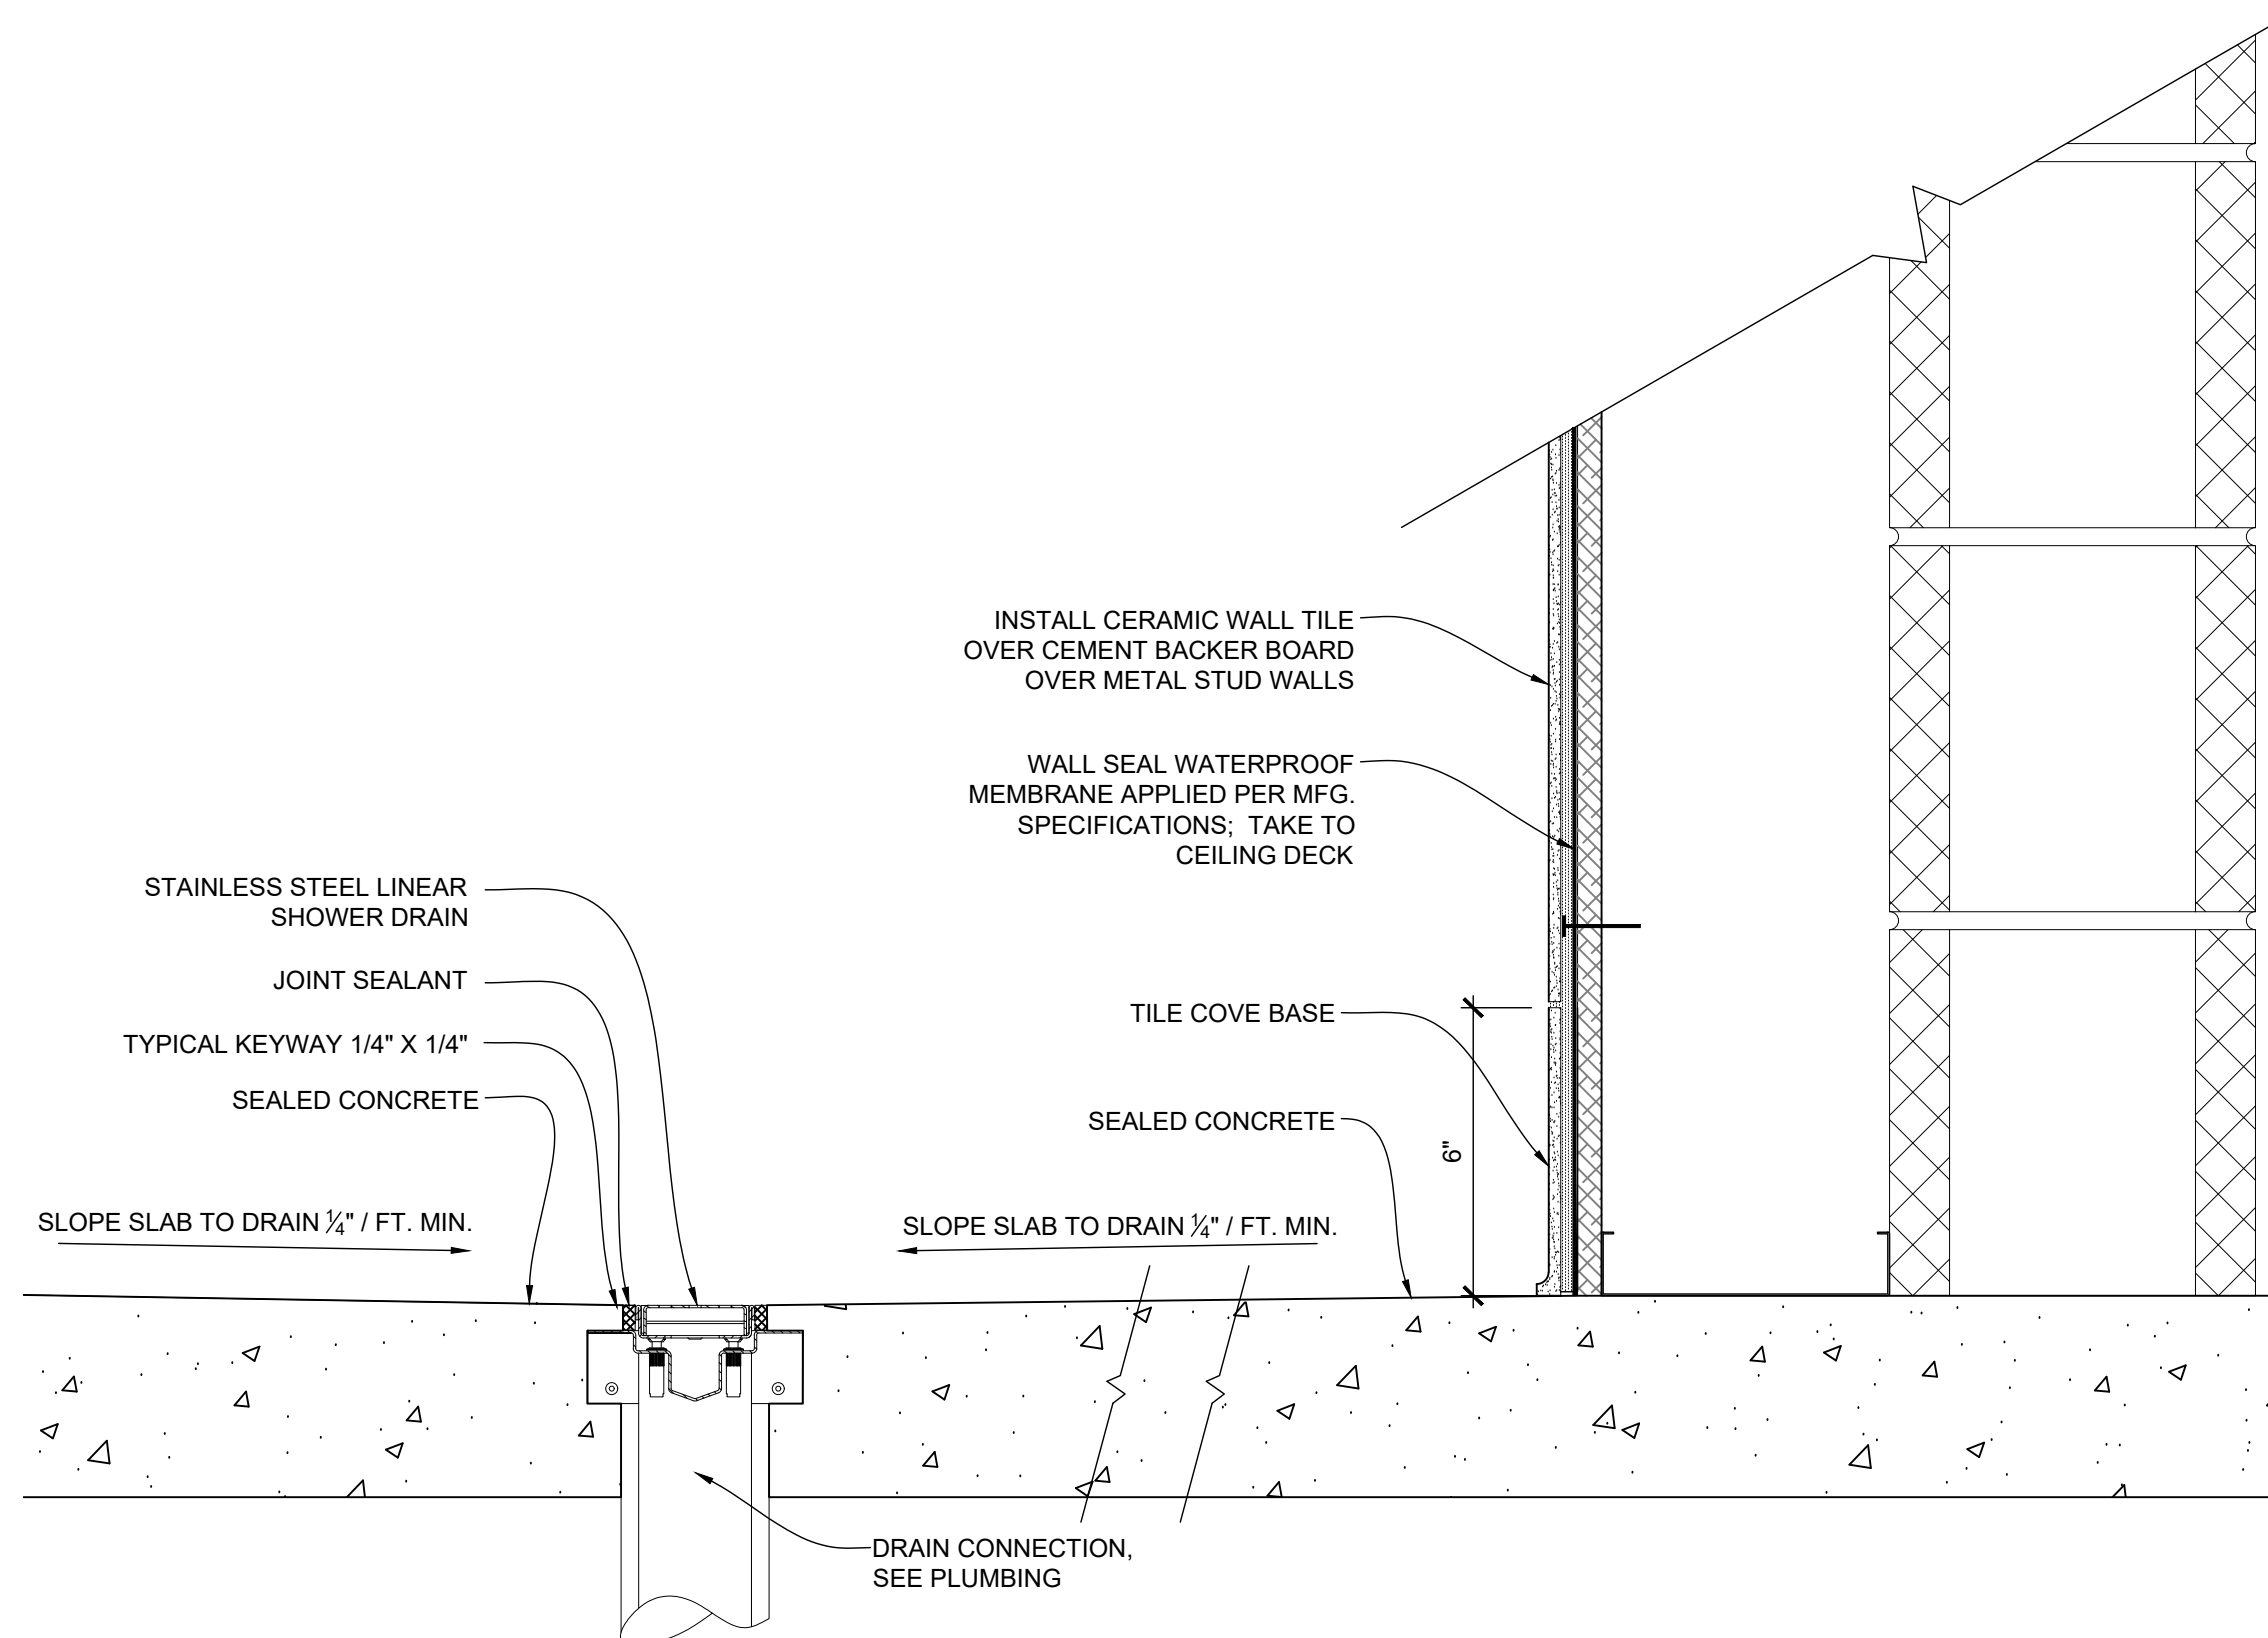 INSTALL CERAMIC WALL TILE
OVER CEMENT BACKER BOARD
OVER METAL STUD WALLS
WALL SEAL WATERPROOF
MEMBRANE APPLIED PER MFG.
SPECIFICATIONS;  TAKE TO
CEILING DECK
STAINLESS STEEL LINEAR
SHOWER DRAIN
JOINT SEALANT
TYPICAL KEYWAY 1/4" X 1/4"
SEALED CONCRETE
TILE COVE BASE
SEALED CONCRETE
6"
SLOPE SLAB TO DRAIN 1/4" / FT. MIN.
SLOPE SLAB TO DRAIN 1/4" / FT. MIN.
DRAIN CONNECTION,
SEE PLUMBING